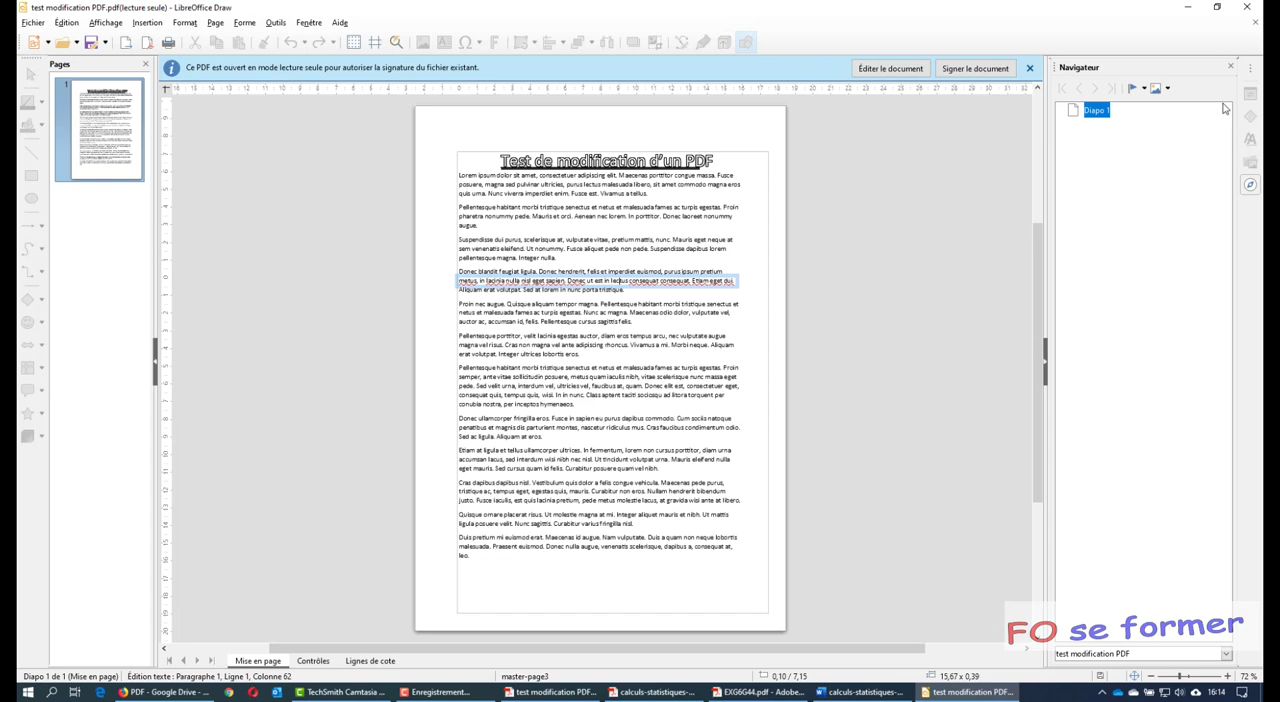 test modification PDF.pdf(lecture seule) - LibreOffice Draw
Fichier Édition Affichage Insertion Format Page Forme Outils Fenêtre Aide
Pages
Ce PDF est ouvert en mode lecture seule pour autoriser la signature du fichier existant.
Éditer le document
Signer le document
Navigateur
1
Diapo 1
Test de modification d'un PDF
Lorem ipsum dolor sit amet, consectetuer adipiscing elit. Maecenas porttitor congue massa. Fusce
posuere, magna sed pulvinar ultricies, purus lectus malesuada libero, sit amet commodo magna eros
quis urna. Nunc viverra imperdiet enim. Fusce est. Vivamus a tellus.
Pellentesque habitant morbi tristique senectus et netus et malesuada fames ac turpis egestas. Proin
pharetra nonummy pede. Mauris et orci. Aenean nec lorem. In porttitor. Donec laoreet nonummy
augue.
Suspendisse dui purus, scelerisque at, vulputate vitae, pretium mattis, nunc. Mauris eget neque at
sem venenatis eleifend. Ut nonummy. Fusce aliquet pede non pede. Suspendisse dapibus lorem
pellentesque magna. Integer nulla.
Donec blandit feugiat ligula. Donec hendrerit, felis et imperdiet euismod, purus ipsum pretium
metus, in lacinia nulla nisl eget sapien. Donec ut est in lectus consequat consequat. Etiam eget dui.
Aliquam erat volutpat. Sed at lorem in nunc porta tristique.
Proin nec augue. Quisque aliquam tempor magna. Pellentesque habitant morbi tristique senectus et
netus et malesuada fames ac turpis egestas. Nunc ac magna. Maecenas odio dolor, vulputate vel,
auctor ac, accumsan id, felis. Pellentesque cursus sagittis felis.
Pellentesque porttitor, velit lacinia egestas auctor, diam eros tempus arcu, nec vulputate augue
magna vel risus. Cras non magna vel ante adipiscing rhoncus. Vivamus a mi. Morbi neque. Aliquam
erat volutpat. Integer ultrices lobortis eros.
Pellentesque habitant morbi tristique senectus et netus et malesuada fames ac turpis egestas. Proin
semper, ante vitae sollicitudin posuere, metus quam iaculis nibh, vitae scelerisque nunc massa eget
pede. Sed velit urna, interdum vel, ultricies vel, faucibus at, quam. Donec elit est, consectetuer eget,
consequat quis, tempus quis, wisi. In in nunc. Class aptent taciti sociosqu ad litora torquent per
conubia nostra, per inceptos hymenaeos.
Donec ullamcorper fringilla eros. Fusce in sapien eu purus dapibus commodo. Cum sociis natoque
penatibus et magnis dis parturient montes, nascetur ridiculus mus. Cras faucibus condimentum odio.
Sed ac ligula. Aliquam at eros.
Etiam at ligula et tellus ullamcorper ultrices. In fermentum, lorem non cursus porttitor, diam urna
accumsan lacus, sed interdum wisi nibh nec nisl. Ut tincidunt volutpat urna. Mauris eleifend nulla
eget mauris. Sed cursus quam id felis. Curabitur posuere quam vel nibh.
Cras dapibus dapibus nisl. Vestibulum quis dolor a felis congue vehicula. Maecenas pede purus,
tristique ac, tempus eget, egestas quis, mauris. Curabitur non eros. Nullam hendrerit bibendum
justo. Fusce iaculis, est quis lacinia pretium, pede metus molestie lacus, at gravida wisi ante at libero.
Quisque ornare placerat risus. Ut molestie magna at mi. Integer aliquet mauris et nibh. Ut mattis
ligula posuere velit. Nunc sagittis. Curabitur varius fringilla nisl.
Duis pretium mi euismod erat. Maecenas id augue. Nam vulputate. Duis a quam non neque lobortis
malesuada. Praesent euismod. Donec nulla augue, venenatis scelerisque, dapibus a, consequat at,
leo.
FO se former
test modification PDF
Mise en page Contrôles Lignes de cote
Diapo 1 de 1 (Mise en page) Édition texte : Paragraphe 1, Ligne 1, Colonne 62 master-page3 0,10 / 7,15 15,67 x 0,39 72 %
PDF - Google Drive - ... TechSmith Camtasia ... Enregistrement... test modification PD... calculs-statistiques-... EXG6G44.pdf - Adobe... calculs-statistiques-... test modification PD... 16:14